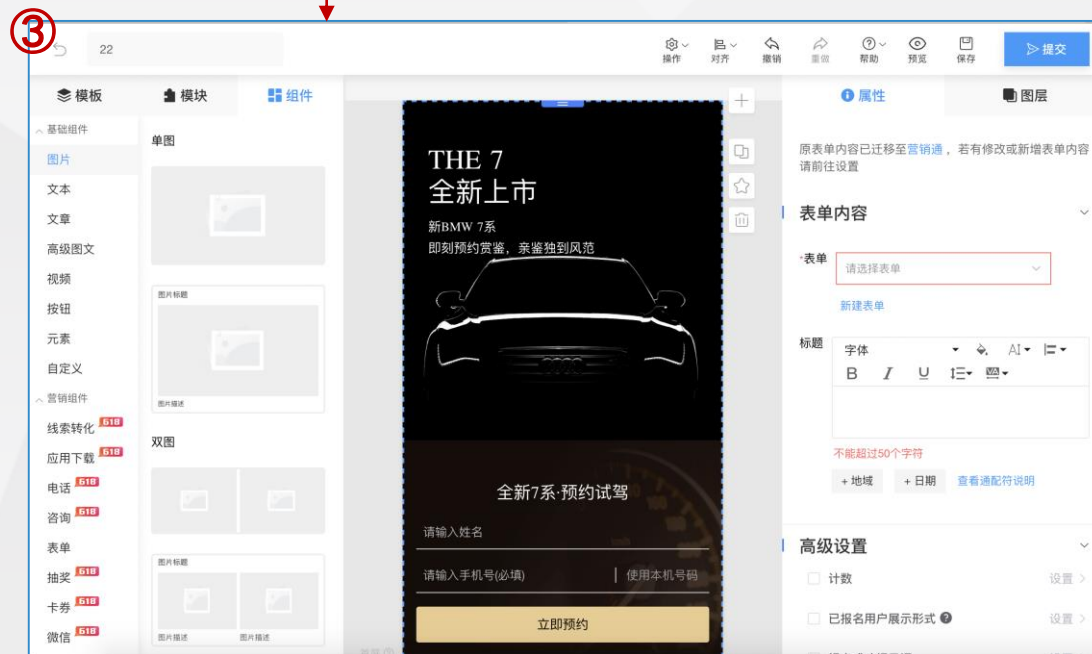 ③
22
操作
对齐
撤销
重做
帮助
预览
保存
提交
模板
模块
组件
属性
图层
基础组件
图片
文本
文章
高级图文
视频
按钮
元素
自定义
营销组件
线索转化 618
应用下载 618
电话 618
咨询 618
表单
抽奖 618
卡券 618
微信 618
单图
图片标题
图片描述
双图
图片标题
图片描述 图片描述
THE 7
全新上市
新BMW 7系
即刻预约赏鉴，亲鉴独到风范
全新7系·预约试驾
请输入姓名
请输入手机号(必填) 使用本机号码
立即预约
原表单内容已迁移至营销通，若有修改或新增表单内容
请前往设置
表单内容
*表单 请选择表单
新建表单
标题 字体
B I U
不能超过50个字符
+ 地域 + 日期 查看通配符说明
高级设置
计数 设置 >
已报名用户展示形式 设置 >